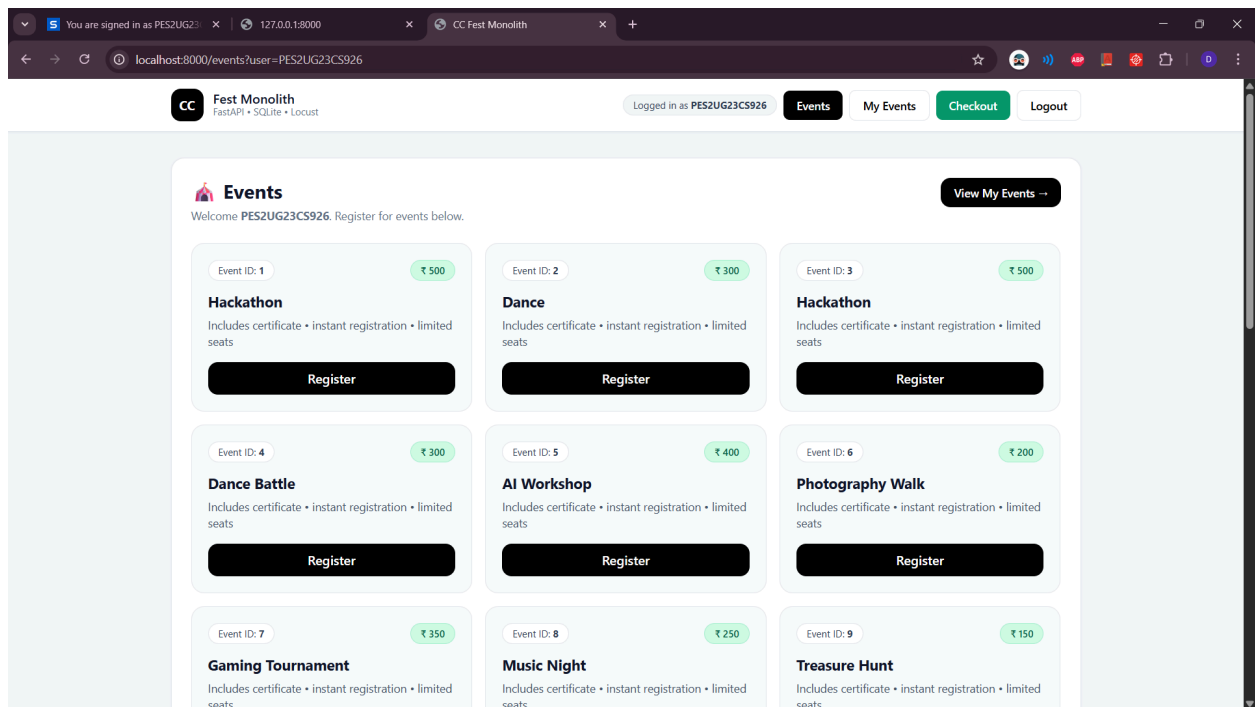 You are signed in as PES2UG23
127.0.0.1:8000
CC Fest Monolith
localhost:8000/events?user=PES2UG23CS926
ABP
D
CC
Fest Monolith
FastAPI • SQLite • Locust
Logged in as PES2UG23CS926
Events
My Events
Checkout
Logout
Events
View My Events →
Welcome PES2UG23CS926. Register for events below.
Event ID: 1
₹ 500
Hackathon
Includes certificate • instant registration • limited
seats
Register
Event ID: 2
₹ 300
Dance
Includes certificate • instant registration • limited
seats
Register
Event ID: 3
₹ 500
Hackathon
Includes certificate • instant registration • limited
seats
Register
Event ID: 4
₹ 300
Dance Battle
Includes certificate • instant registration • limited
seats
Register
Event ID: 5
₹ 400
AI Workshop
Includes certificate • instant registration • limited
seats
Register
Event ID: 6
₹ 200
Photography Walk
Includes certificate • instant registration • limited
seats
Register
Event ID: 7
₹ 350
Gaming Tournament
Includes certificate • instant registration • limited
seats
Event ID: 8
₹ 250
Music Night
Includes certificate • instant registration • limited
seats
Event ID: 9
₹ 150
Treasure Hunt
Includes certificate • instant registration • limited
seats